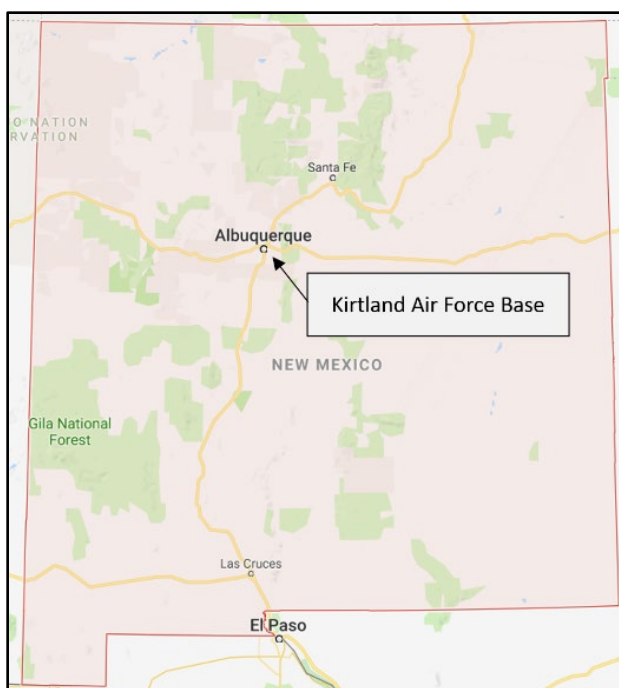 O NATION
RVATION
Santa Fe
Albuquerque
Kirtland Air Force Base
NEW MEXICO
Gila National
Forest
Las Cruces
El Paso